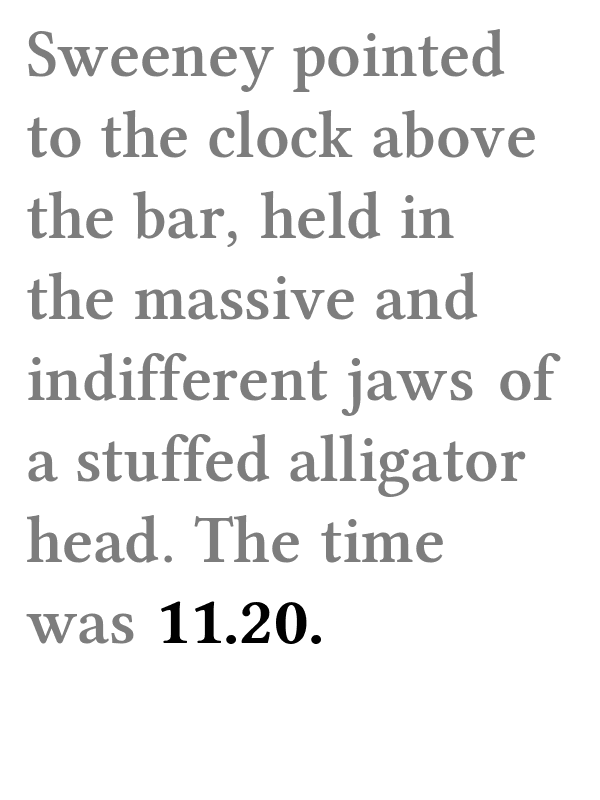 Sweeney pointed
to the clock above
the bar, held in
the massive and
indifferent jaws of
a stuffed alligator
head. The time
was 11.20.